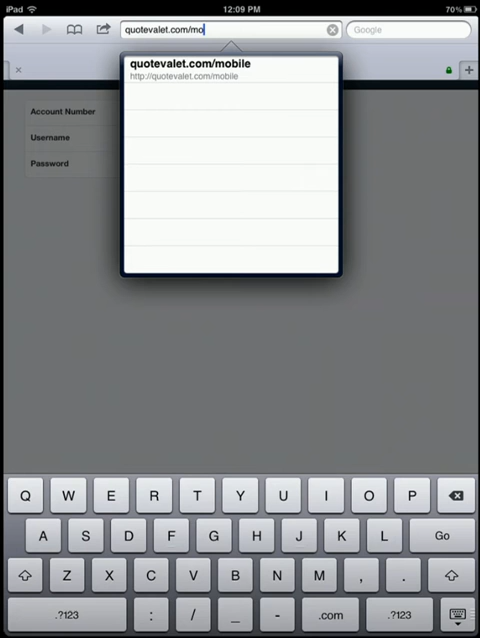 iPad 12:09 PM 70%
quotevalet.com/mo Google
quotevalet.com/mobile
http://quotevalet.com/mobile
Account Number
Username
Password
Q W E R T Y U I O P
A S D F G H J K L Go
Z X C V B N M , .
.?123 : / _ - .com .?123